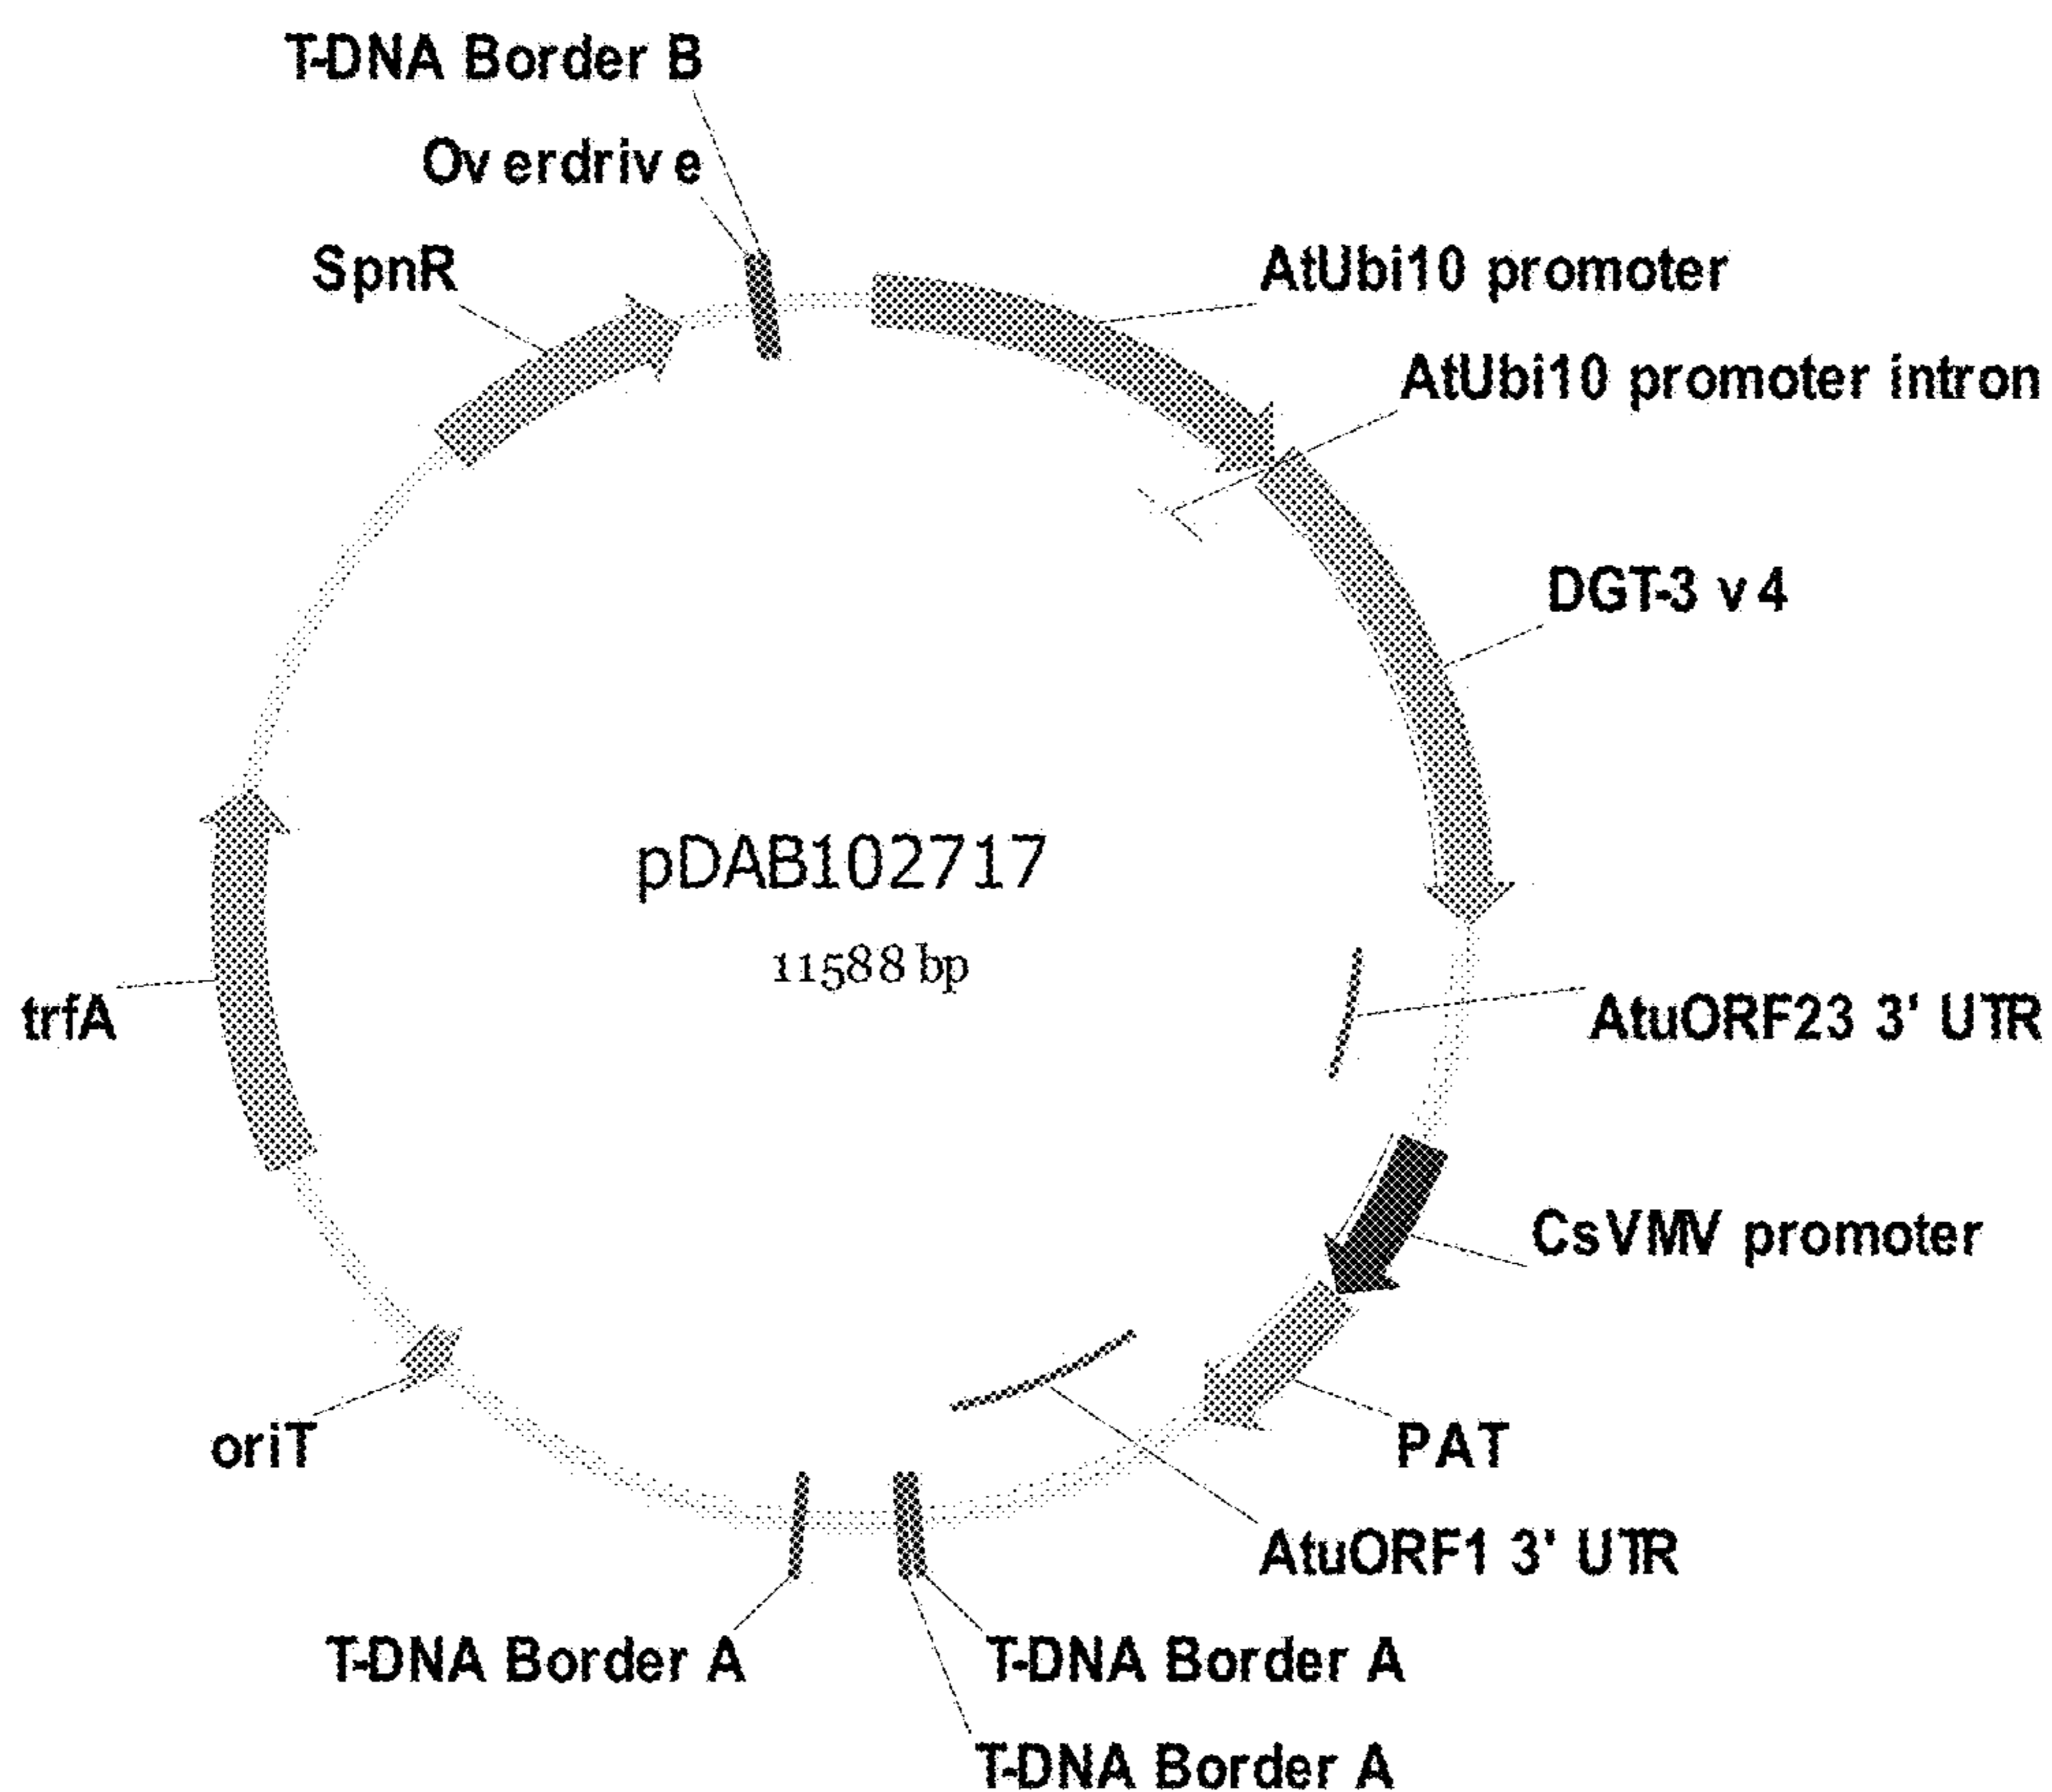 T-DNA Border B
Overdrive
SpnR
AtUbi10 promoter
AtUbi10 promoter intron
DGT-3 v4
pDAB102717
11588 bp
trfA
AtuORF23 3' UTR
CsVMV promoter
oriT
PAT
AtuORF1 3' UTR
T-DNA Border A
T-DNA Border A
T-DNA Border A